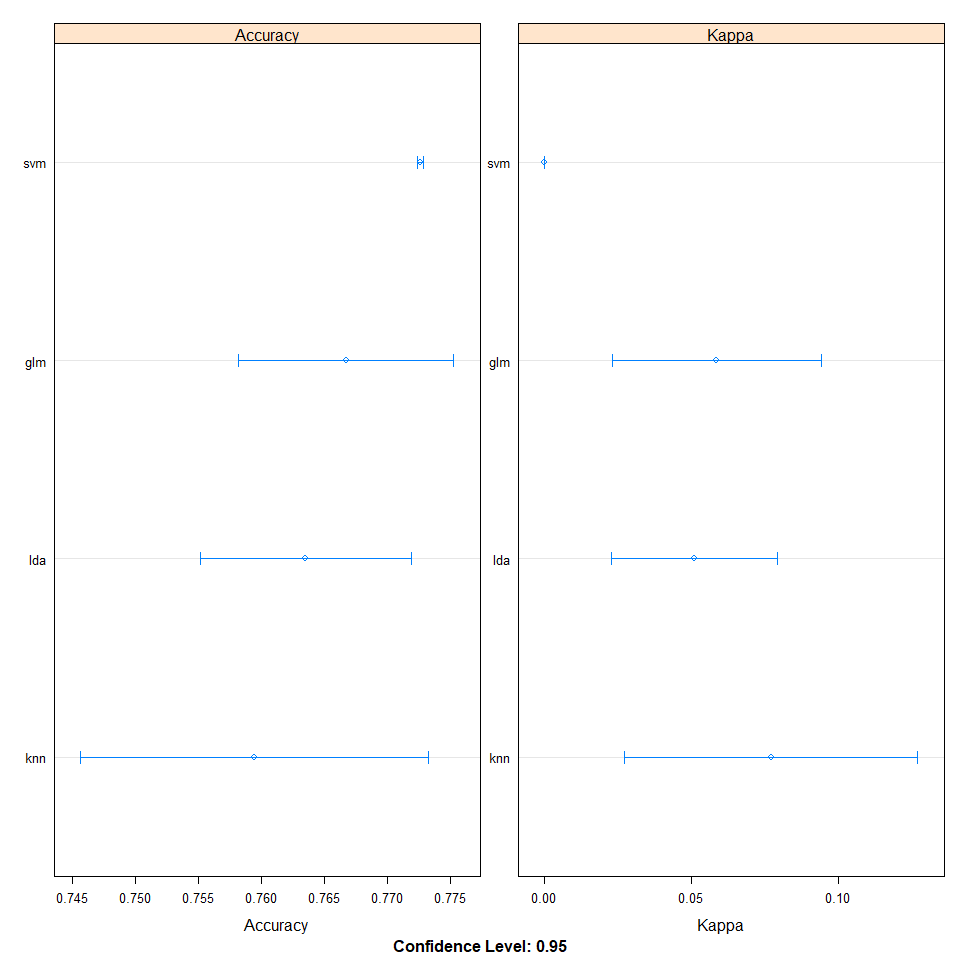 Accuracy Kappa
svm svm
glm glm
lda lda
knn knn
0.745 0.750 0.755 0.760 0.765 0.770 0.775 0.00 0.05 0.10
Accuracy Kappa
Confidence Level: 0.95